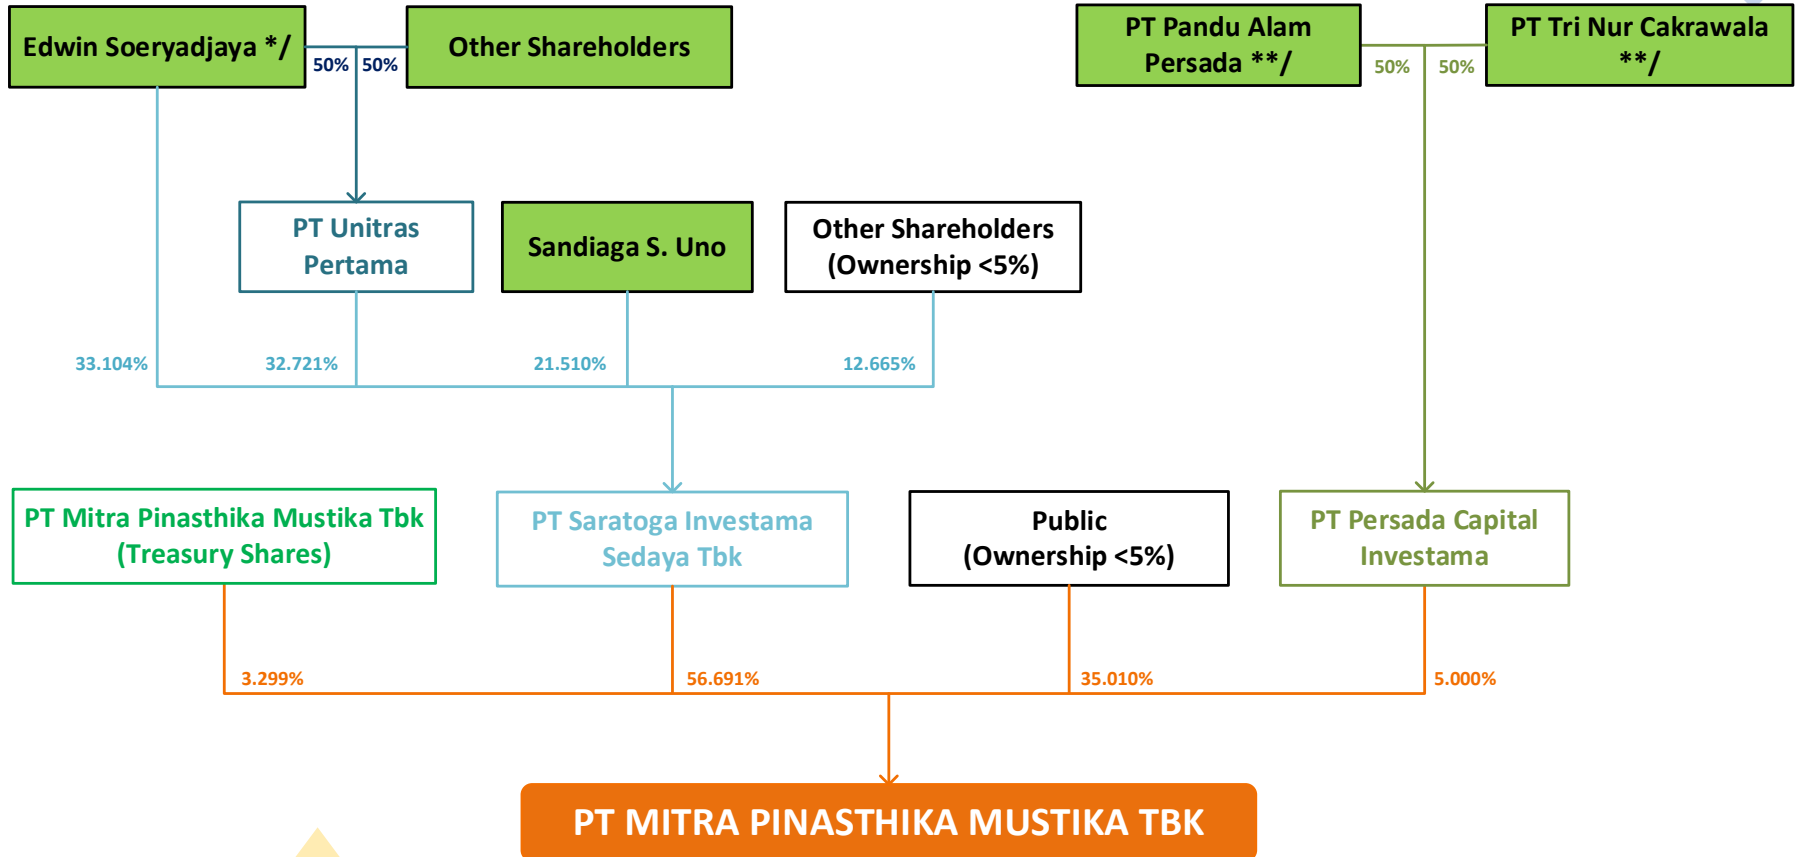 Edwin Soeryadjaya */
50%
50%
Other Shareholders
PT Pandu Alam
Persada **/
50%
50%
PT Tri Nur Cakrawala
**/
PT Unitras
Pertama
Sandiaga S. Uno
Other Shareholders
(Ownership <5%)
33.104%
32.721%
21.510%
12.665%
PT Mitra Pinasthika Mustika Tbk
(Treasury Shares)
PT Saratoga Investama
Sedaya Tbk
Public
(Ownership <5%)
PT Persada Capital
Investama
3.299%
56.691%
35.010%
5.000%
PT MITRA PINASTHIKA MUSTIKA TBK